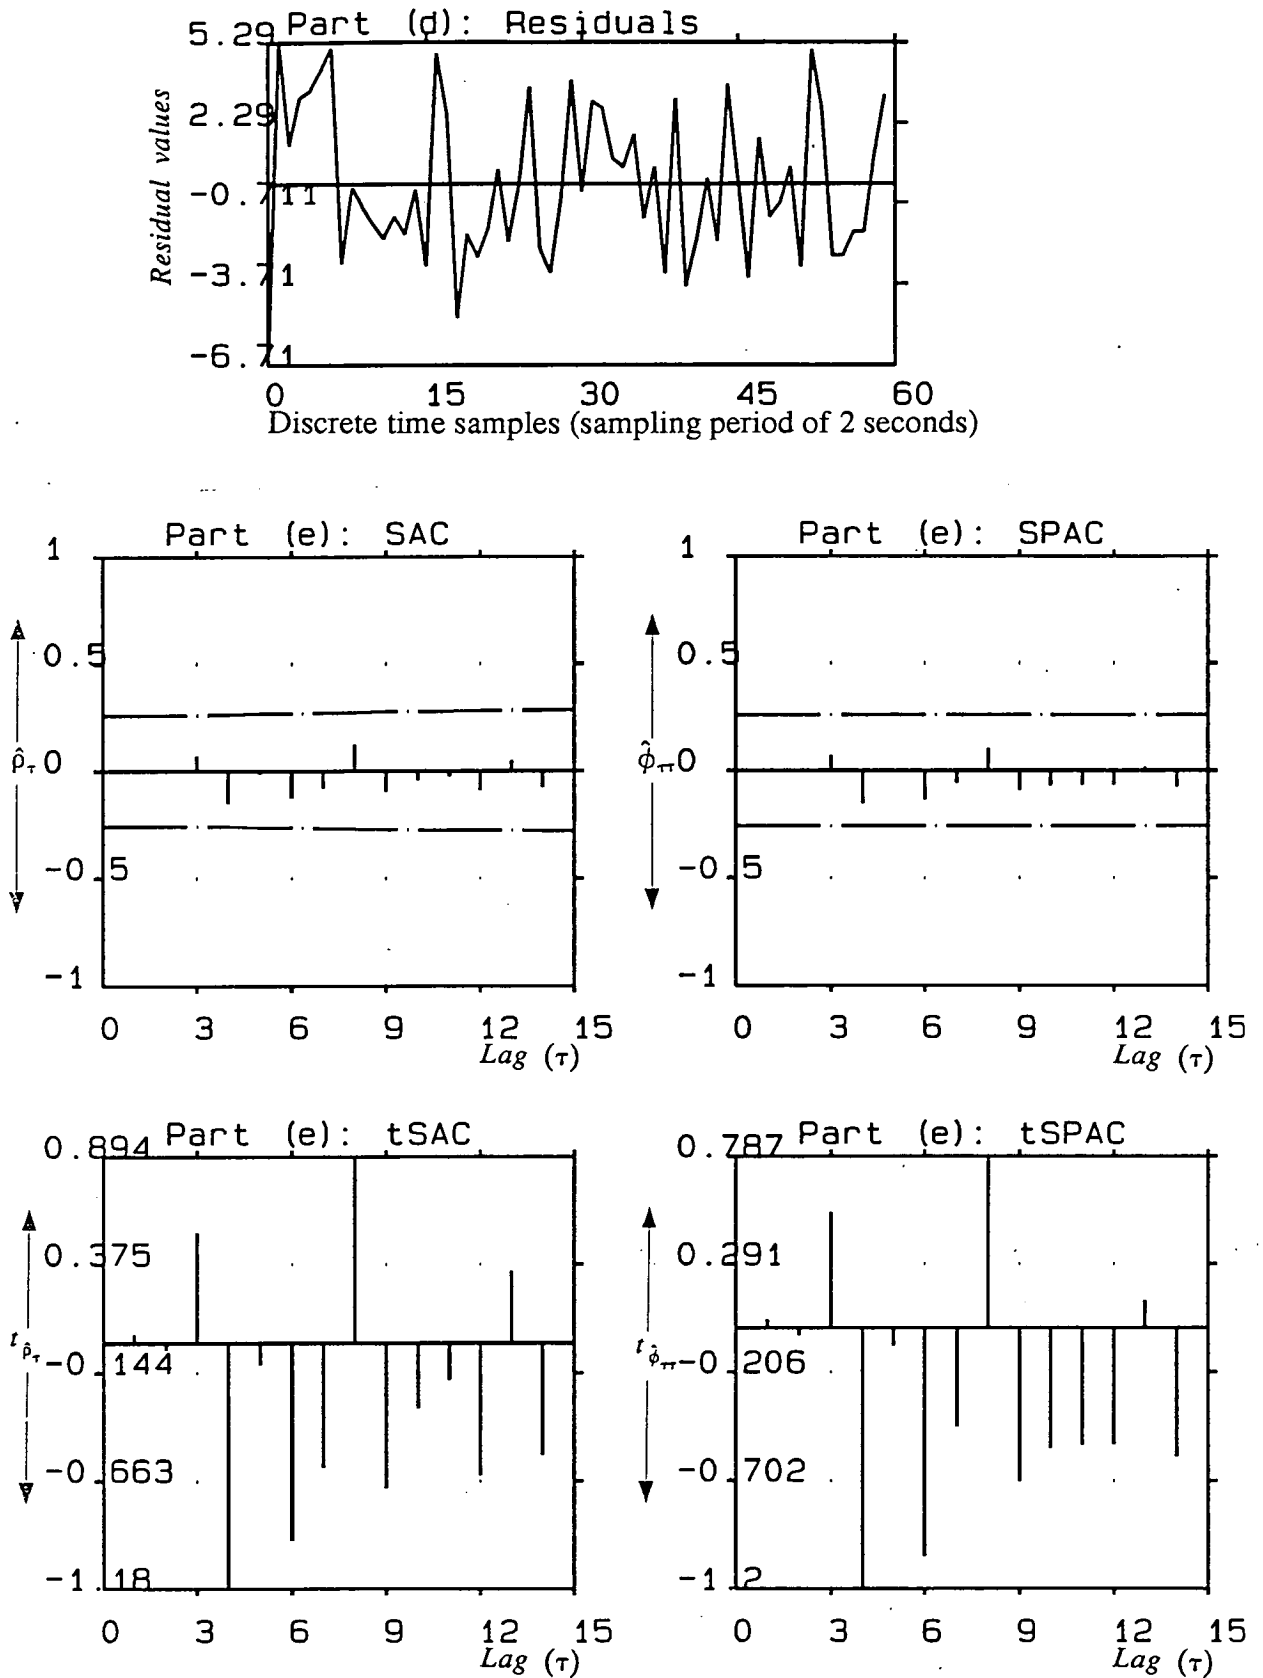 Part (d): Residuals
5.29
2.29
-0.711
-3.71
-6.71
Residual values
0 15 30 45 60
Discrete time samples (sampling period of 2 seconds)
Part (e): SAC
1
0.5
0
-0.5
-1
ρ̂τ
0 3 6 9 12 15
Lag (τ)
Part (e): SPAC
1
0.5
0
-0.5
-1
φ̂ττ
0 3 6 9 12 15
Lag (τ)
Part (e): tSAC
0.894
0.375
-0.144
-0.663
-1.18
t ρ̂τ
0 3 6 9 12 15
Lag (τ)
Part (e): tSPAC
0.787
0.291
-0.206
-0.702
-1.2
t φ̂ττ
0 3 6 9 12 15
Lag (τ)